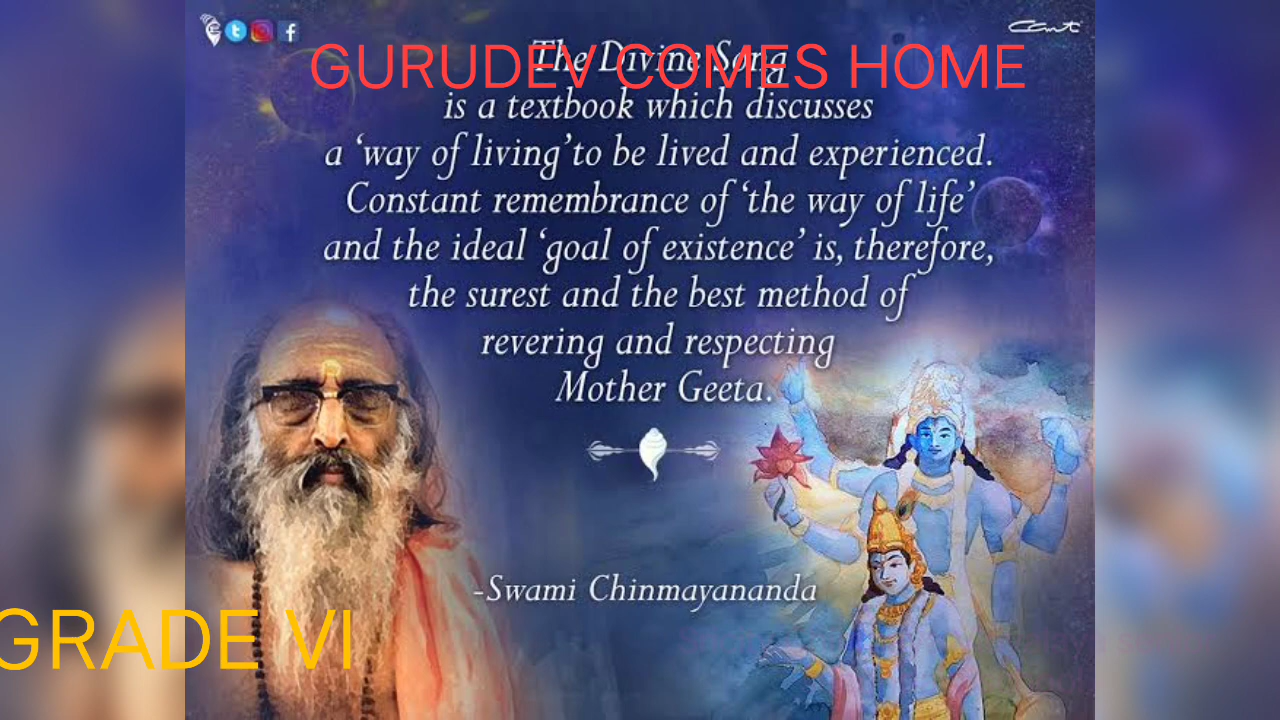 GURUDEV COMES HOME
The Divine Song
is a textbook which discusses
a ‘way of living’to be lived and experienced.
Constant remembrance of ‘the way of life’
and the ideal ‘goal of existence’ is, therefore,
the surest and the best method of
revering and respecting
Mother Geeta.
-Swami Chinmayananda
GRADE VI